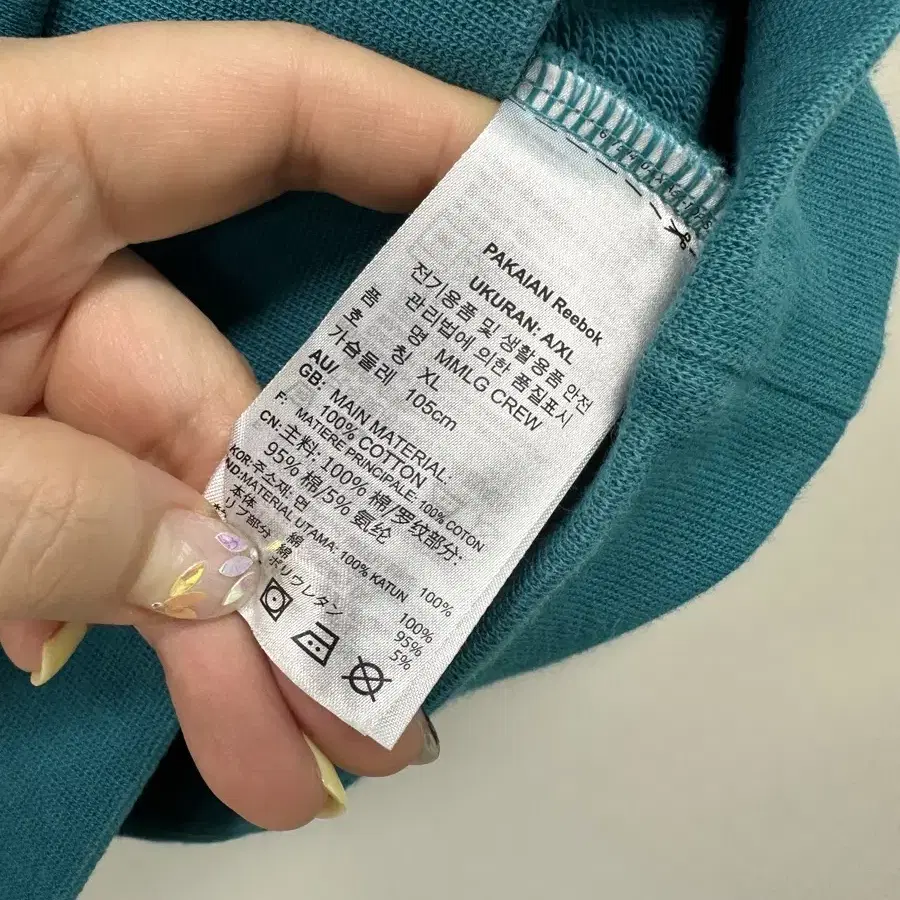 PAKAIAN Reebok
UKURAN: A/XL
전기용품 및 생활용품 안전
관리법에 의한 품질표시
품 명 MMLG CREW
호 칭 XL
가슴둘레 105cm
AU/
GB: MAIN MATERIAL:
100% COTTON
F: MATIERE PRINCIPALE: 100% COTON
CN: 主料: 100% 棉/罗纹部分:
95% 棉/5% 氨纶
KOR: 주소재: 면 100%
IND: MATERIAL UTAMA: 100% KATUN
本体 綿 100%
リブ部分 綿 95%
ポリウレタン 5%